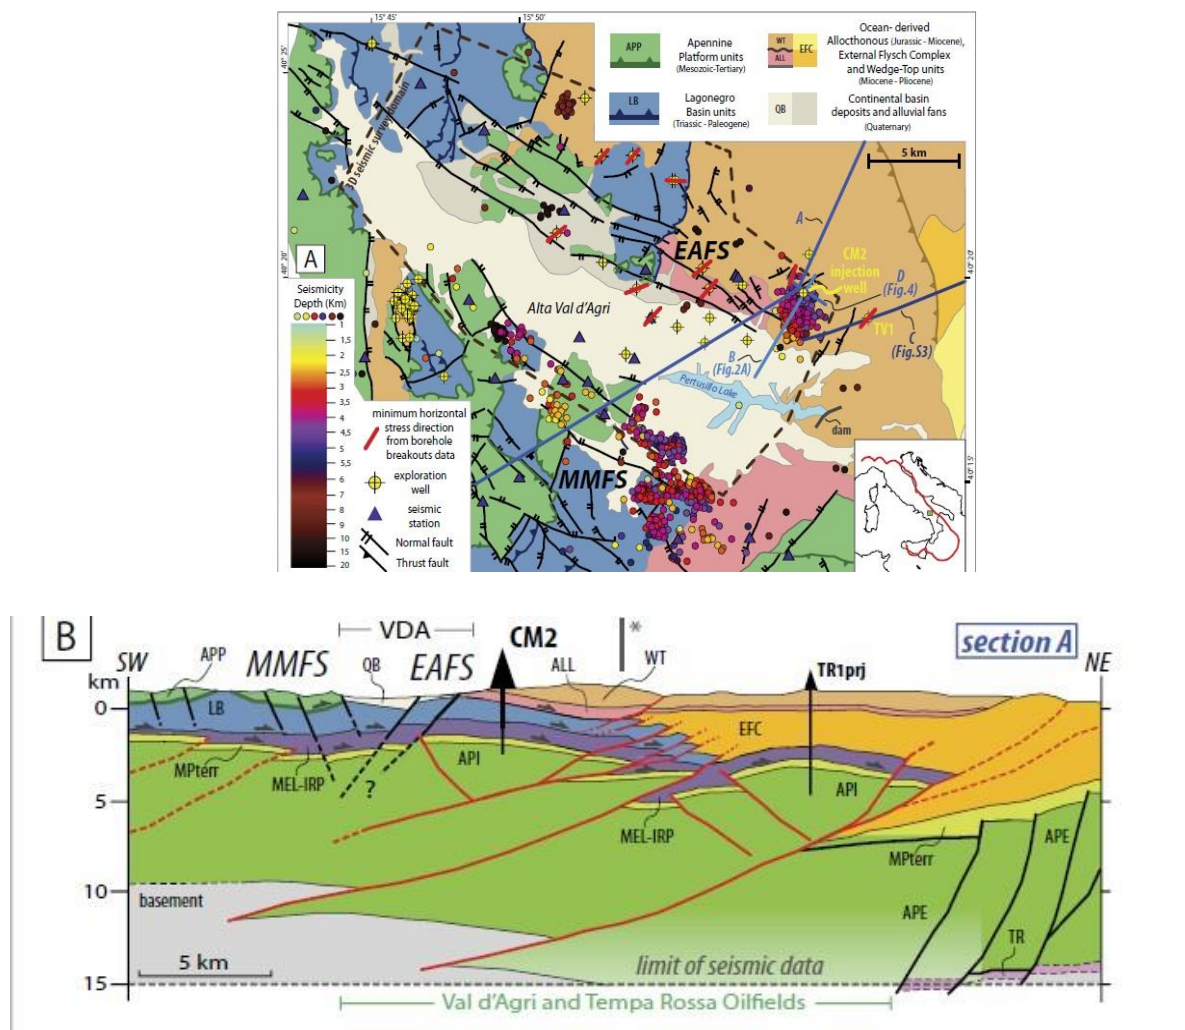 15° 45'
15° 50'
40° 25'
3D seismic survey domain
APP
Apennine
Platform units
(Mesozoic-Tertiary)
WT
ALL
EFC
Ocean- derived
Allocthonous (Jurassic - Miocene),
External Flysch Complex
and Wedge-Top units
(Miocene - Pliocene)
LB
Lagonegro
Basin units
(Triassic - Paleogene)
QB
Continental basin
deposits and alluvial fans
(Quaternary)
5 km
A
EAFS
CM2
injection
well
D
(Fig.4)
40° 20'
40° 20'
A
Seismicity
Depth (Km)
1
1,5
2
2,5
3
3,5
4
4,5
5
5,5
6
7
8
9
10
15
20
Alta Val d'Agri
TV1
C
(Fig.S3)
B
(Fig.2A)
Pertusillo Lake
dam
minimum horizontal
stress direction
from borehole
breakouts data
exploration
well
seismic
station
Normal fault
Thrust fault
MMFS
40° 15'
B
VDA
CM2
*
section A
SW
APP
MMFS
QB
EAFS
ALL
WT
TR1prj
NE
km
0
LB
EFC
MPterr
MEL-IRP
?
API
API
5
MEL-IRP
MPterr
APE
10
basement
APE
TR
5 km
limit of seismic data
15
Val d'Agri and Tempa Rossa Oilfields